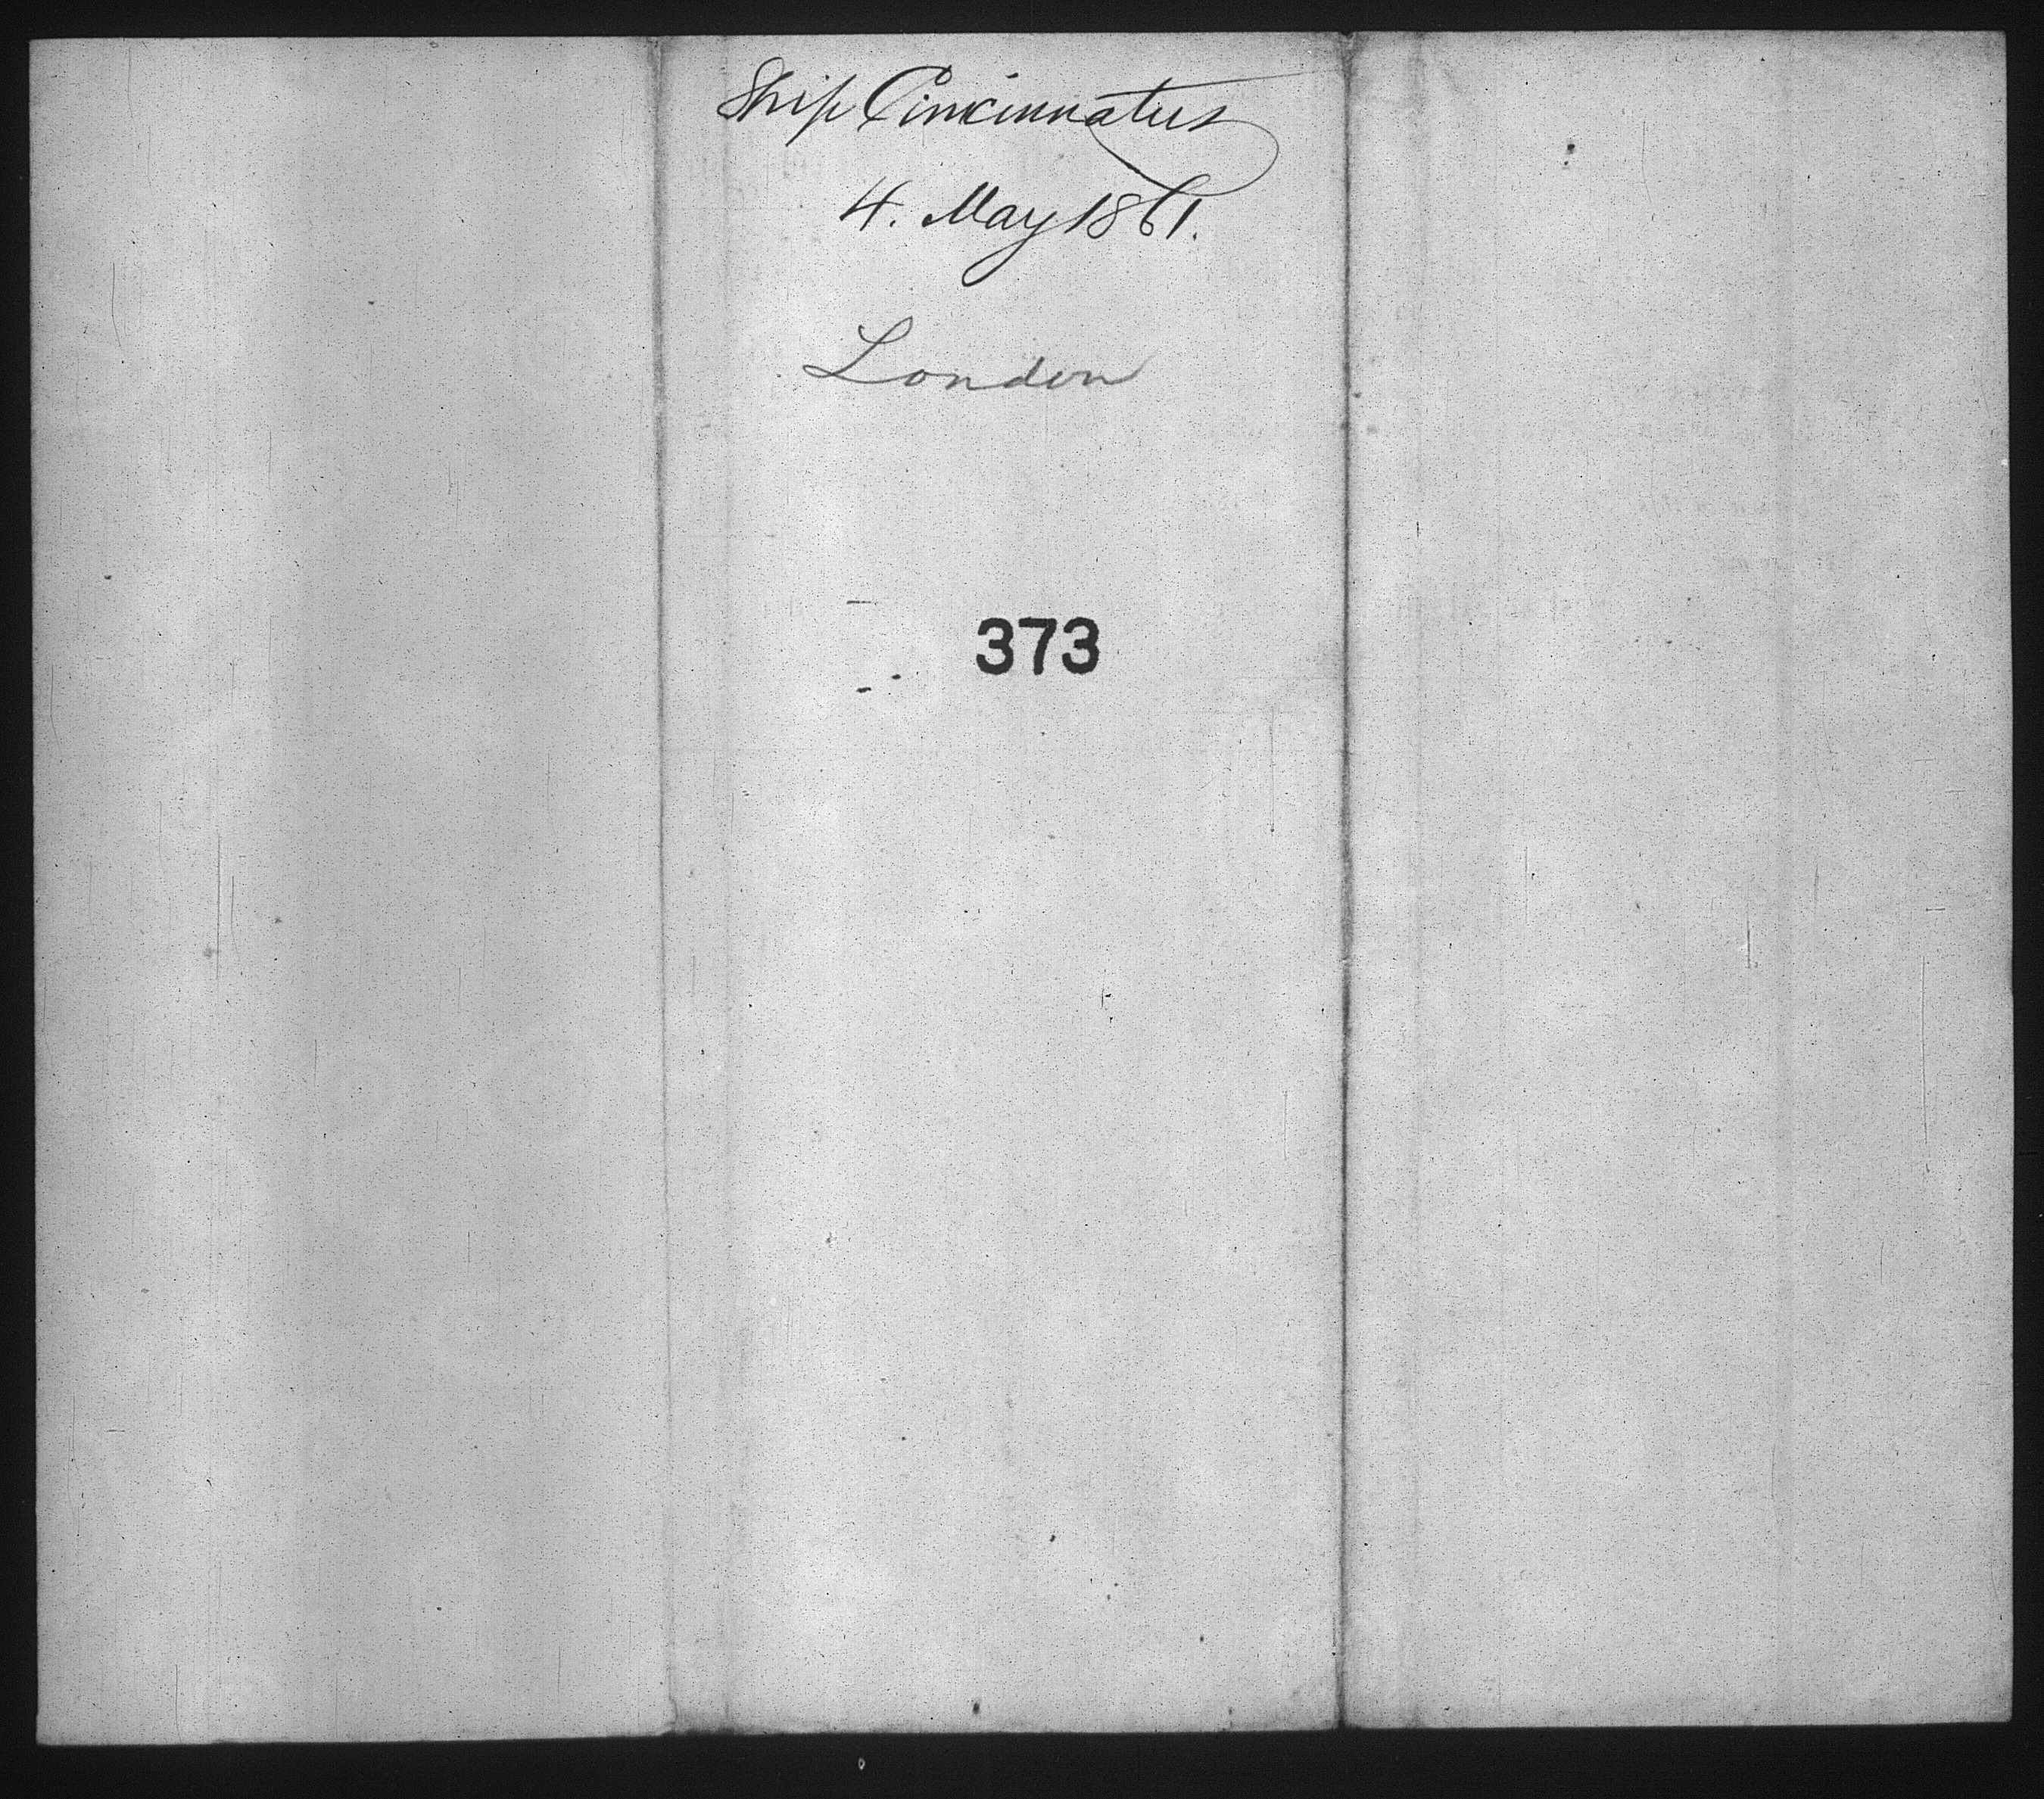 Ship Cincinnatus
4. May 1861.
London
373